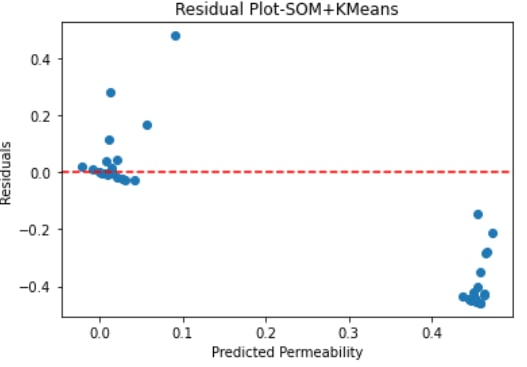 Residual Plot-SOM+KMeans
Residuals
0.4
0.2
0.0
−0.2
−0.4
0.0 0.1 0.2 0.3 0.4
Predicted Permeability